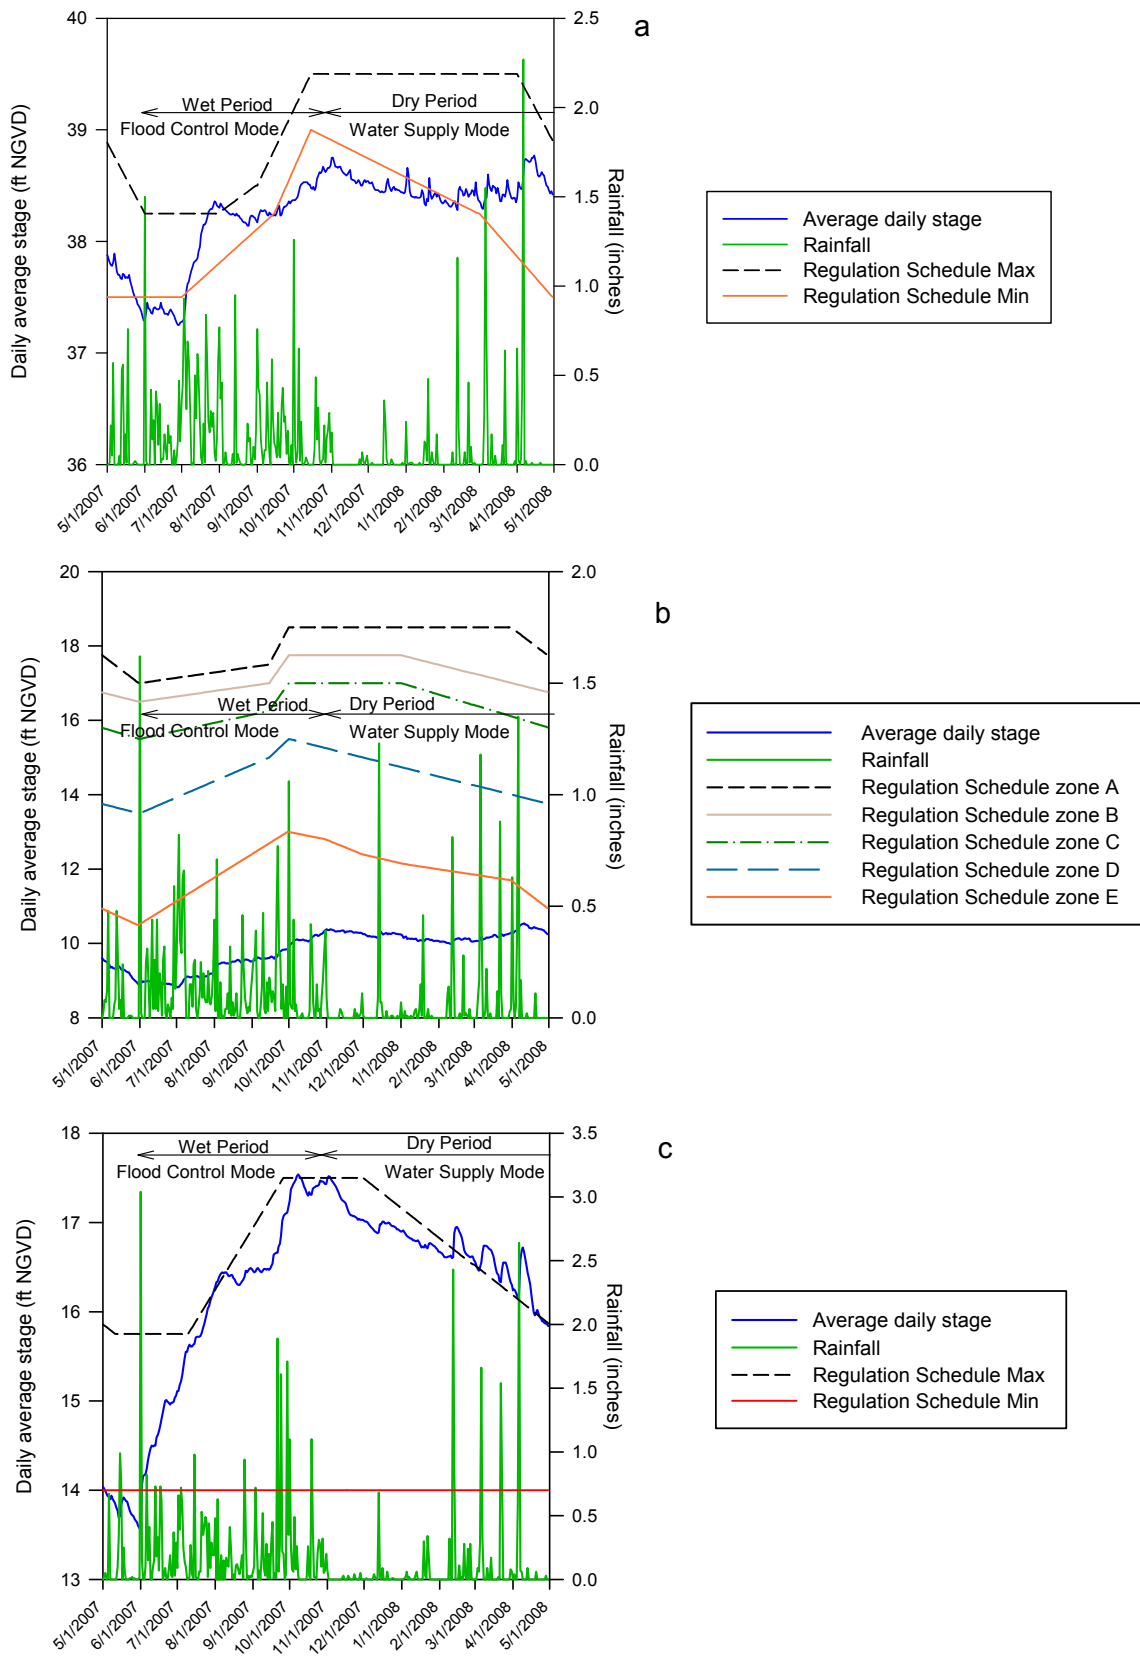 a
40
39
38
37
36
Daily average stage (ft NGVD)
2.5
2.0
1.5
1.0
0.5
0.0
Rainfall (inches)
Wet Period
Dry Period
Flood Control Mode
Water Supply Mode
5/1/2007
6/1/2007
7/1/2007
8/1/2007
9/1/2007
10/1/2007
11/1/2007
12/1/2007
1/1/2008
2/1/2008
3/1/2008
4/1/2008
5/1/2008
Average daily stage
Rainfall
Regulation Schedule Max
Regulation Schedule Min
b
20
18
16
14
12
10
8
Daily average stage (ft NGVD)
2.0
1.5
1.0
0.5
0.0
Rainfall (inches)
Wet Period
Dry Period
Flood Control Mode
Water Supply Mode
5/1/2007
6/1/2007
7/1/2007
8/1/2007
9/1/2007
10/1/2007
11/1/2007
12/1/2007
1/1/2008
2/1/2008
3/1/2008
4/1/2008
5/1/2008
Average daily stage
Rainfall
Regulation Schedule zone A
Regulation Schedule zone B
Regulation Schedule zone C
Regulation Schedule zone D
Regulation Schedule zone E
c
18
17
16
15
14
13
Daily average stage (ft NGVD)
3.5
3.0
2.5
2.0
1.5
1.0
0.5
0.0
Rainfall (inches)
Wet Period
Dry Period
Flood Control Mode
Water Supply Mode
5/1/2007
6/1/2007
7/1/2007
8/1/2007
9/1/2007
10/1/2007
11/1/2007
12/1/2007
1/1/2008
2/1/2008
3/1/2008
4/1/2008
5/1/2008
Average daily stage
Rainfall
Regulation Schedule Max
Regulation Schedule Min